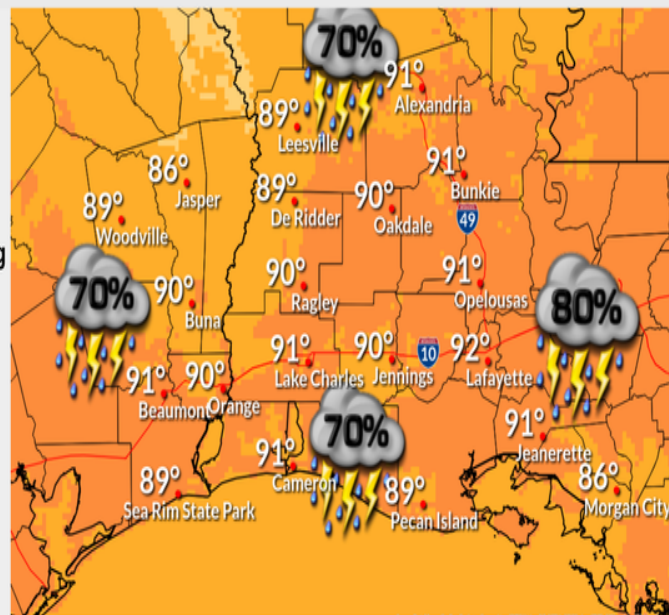 70%
91°
Alexandria
89°
Leesville
86°
Jasper
91°
Bunkie
89°
De Ridder
90°
Oakdale
89°
Woodville
49
g
70%
90°
Buna
90°
Ragley
91°
Opelousas
80%
91°
Lake Charles
90°
Jennings
10
92°
Lafayette
91°
Beaumont
90°
Orange
70%
91°
Jeanerette
91°
Cameron
89°
Sea Rim State Park
89°
Pecan Island
86°
Morgan City